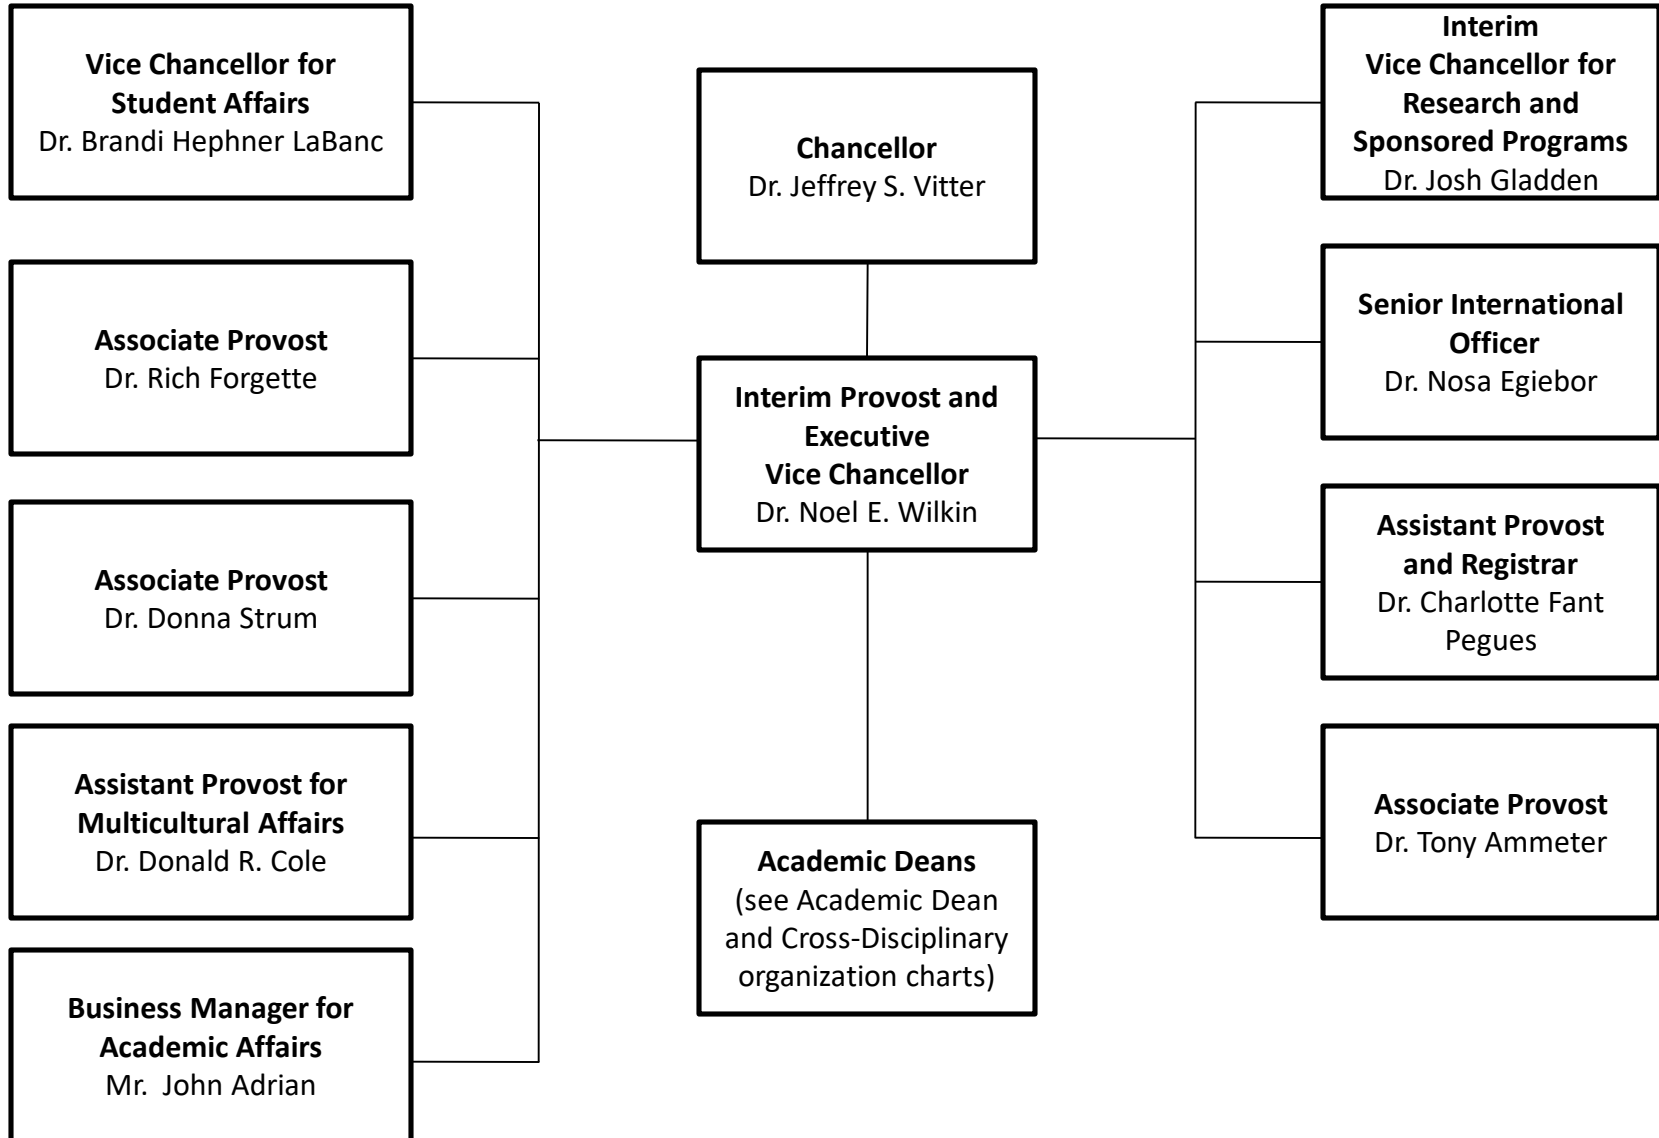 Vice Chancellor for
Student Affairs
Dr. Brandi Hephner LaBanc
Associate Provost
Dr. Rich Forgette
Associate Provost
Dr. Donna Strum
Assistant Provost for
Multicultural Affairs
Dr. Donald R. Cole
Business Manager for
Academic Affairs
Mr.  John Adrian
Chancellor
Dr. Jeffrey S. Vitter
Interim Provost and
Executive
Vice Chancellor
Dr. Noel E. Wilkin
Academic Deans
(see Academic Dean
and Cross-Disciplinary
organization charts)
Interim
Vice Chancellor for
Research and
Sponsored Programs
Dr. Josh Gladden
Senior International
Officer
Dr. Nosa Egiebor
Assistant Provost
and Registrar
Dr. Charlotte Fant
Pegues
Associate Provost
Dr. Tony Ammeter